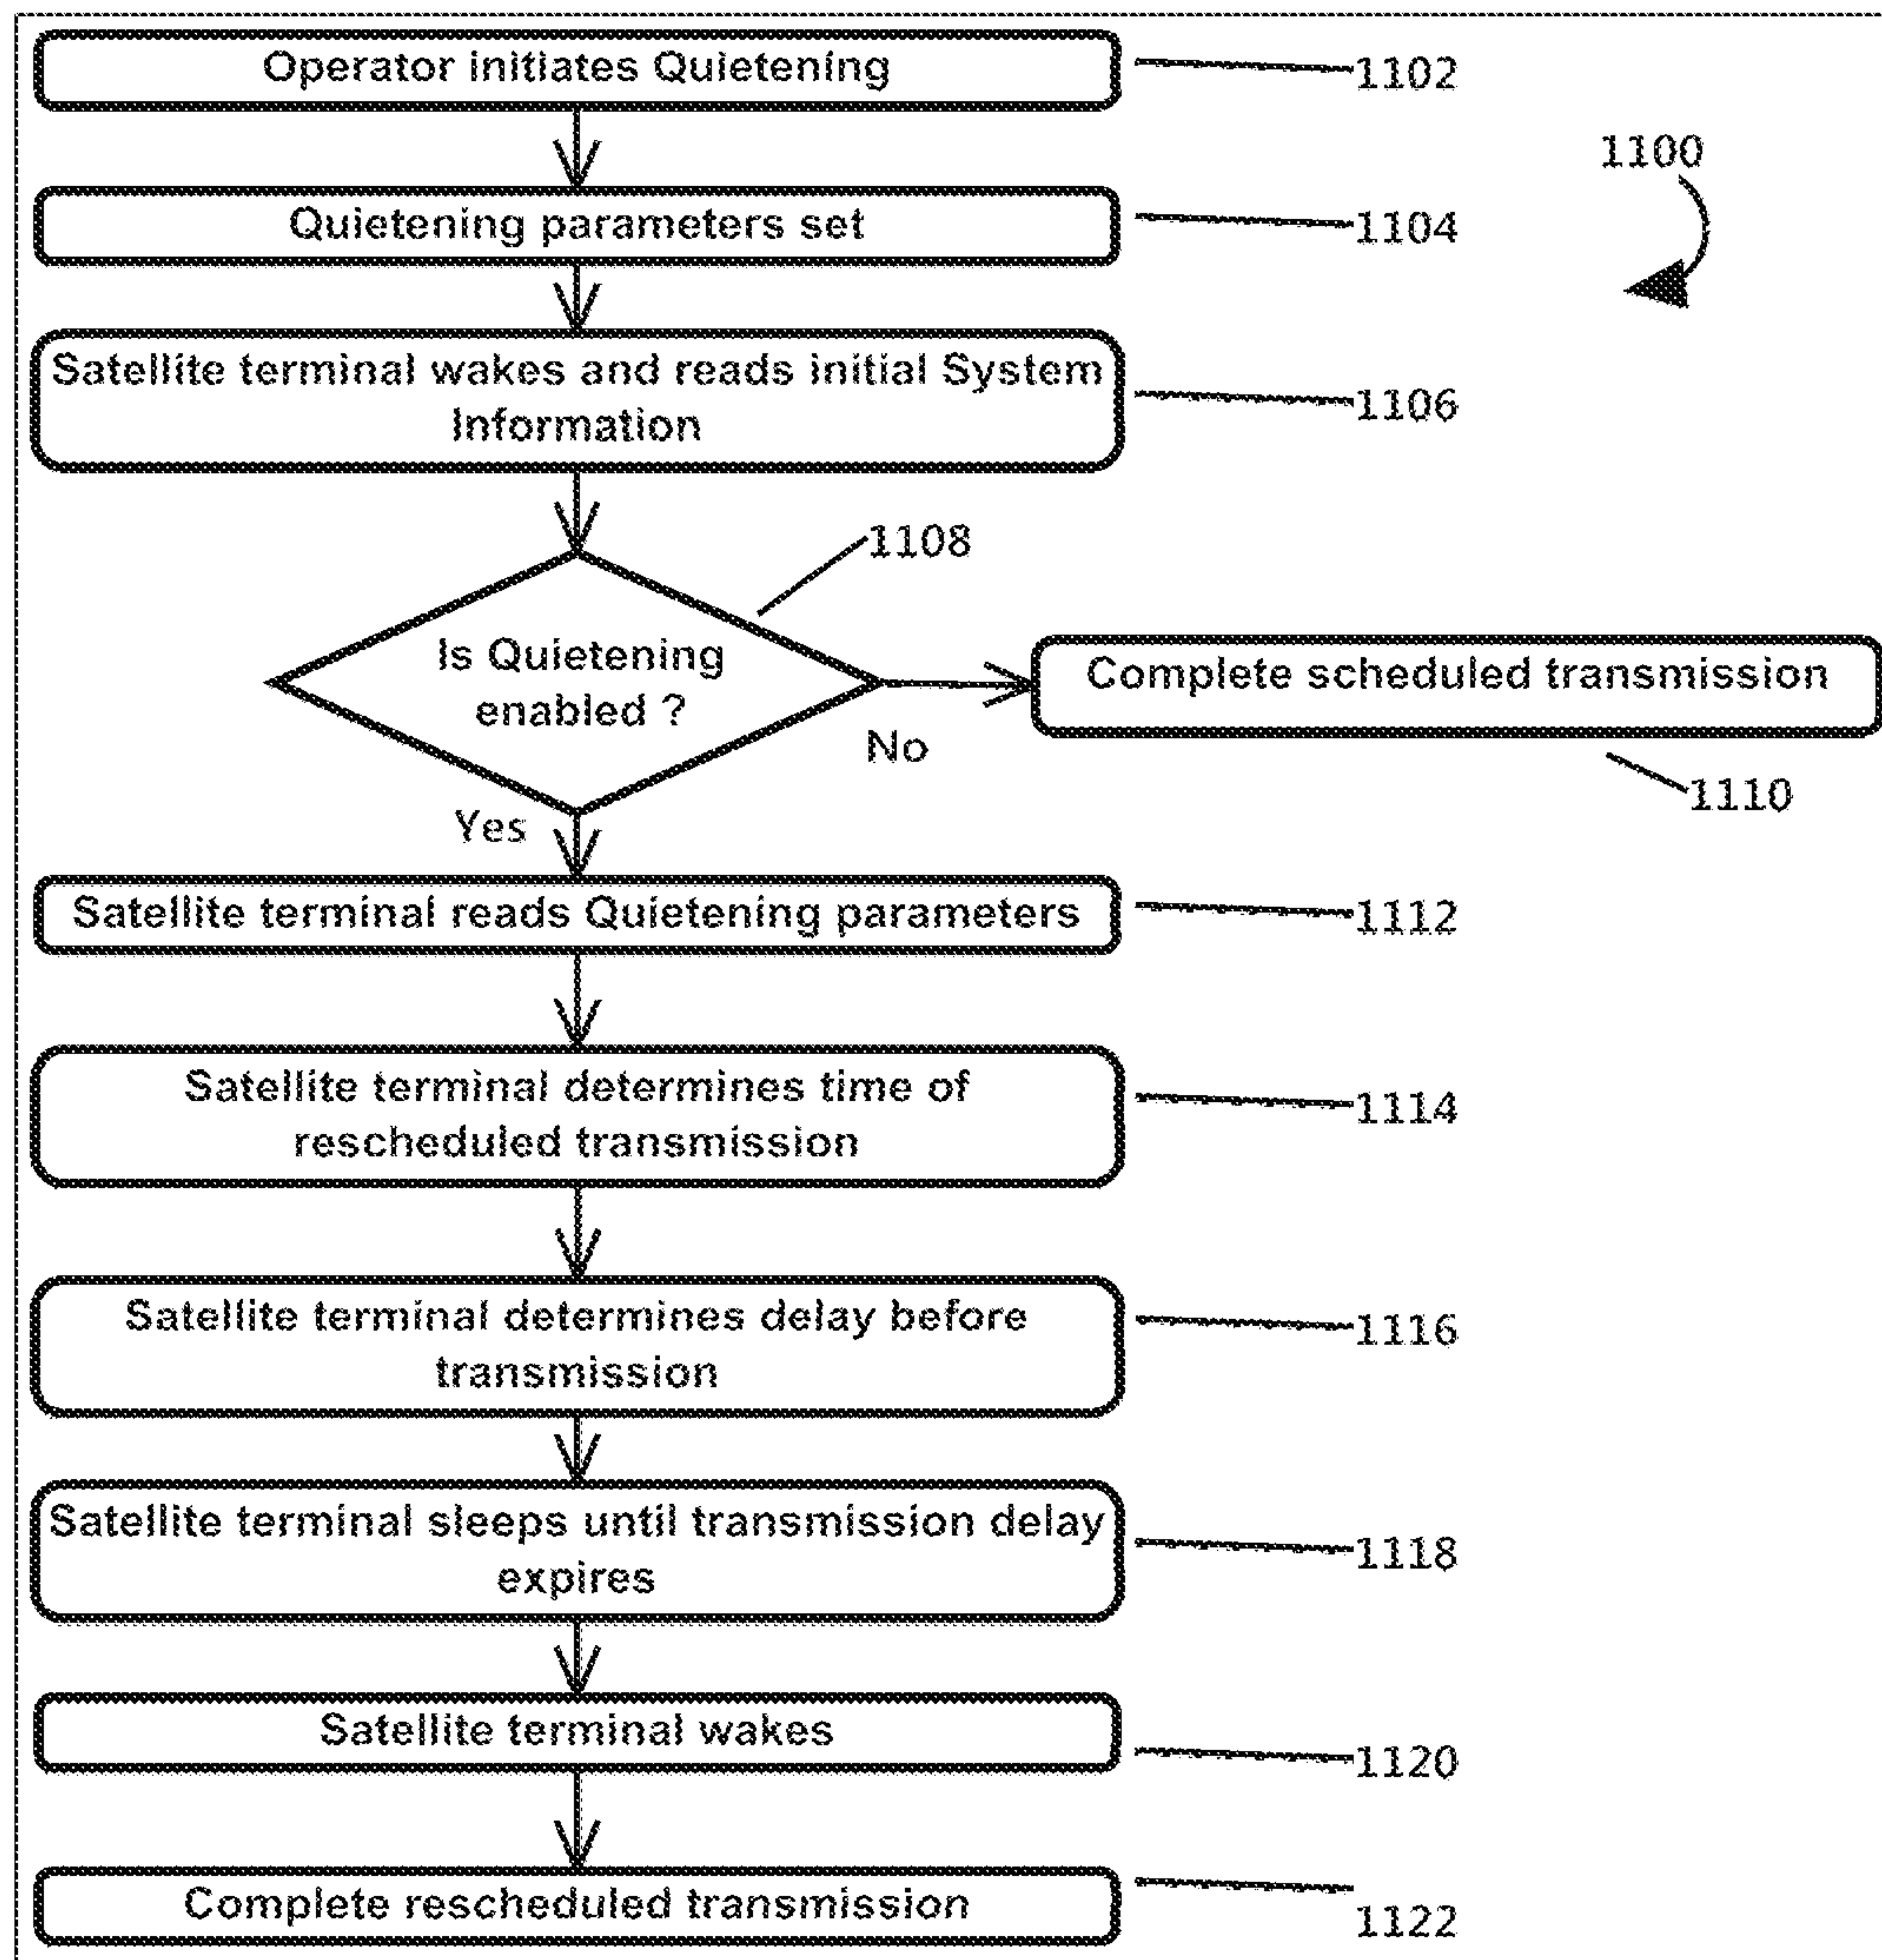 Operator initiates Quietening
1102
1100
Quietening parameters set
1104
Satellite terminal wakes and reads initial System
Information
1106
1108
Is Quietening
enabled ?
No
Complete scheduled transmission
1110
Yes
Satellite terminal reads Quietening parameters
1112
Satellite terminal determines time of
rescheduled transmission
1114
Satellite terminal determines delay before
transmission
1116
Satellite terminal sleeps until transmission delay
expires
1118
Satellite terminal wakes
1120
Complete rescheduled transmission
1122